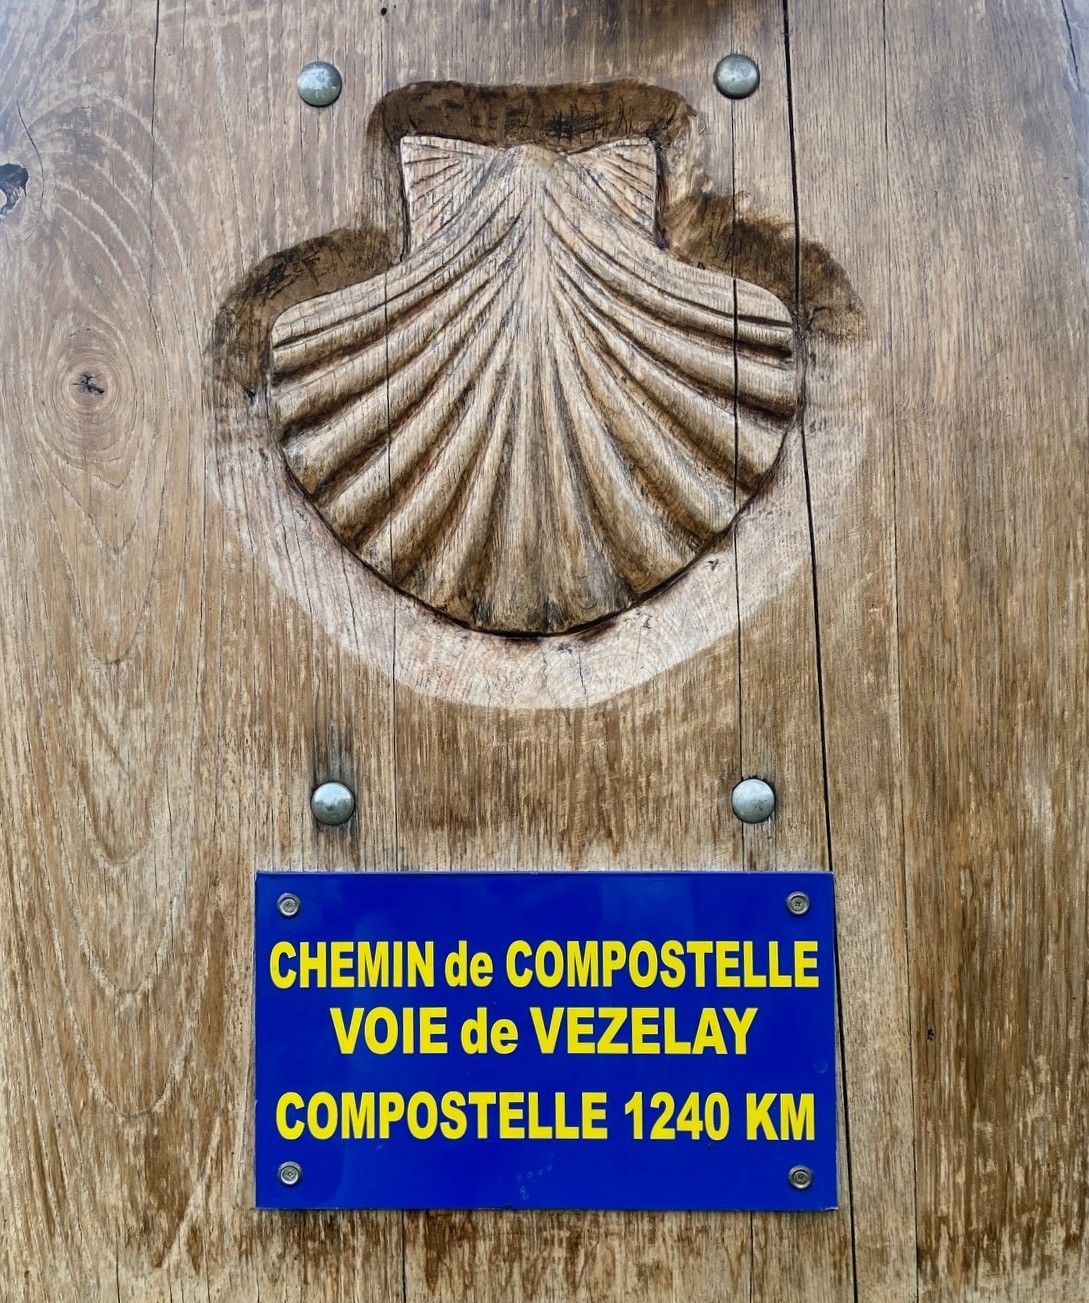 CHEMIN de COMPOSTELLE
VOIE de VEZELAY
COMPOSTELLE 1240 KM